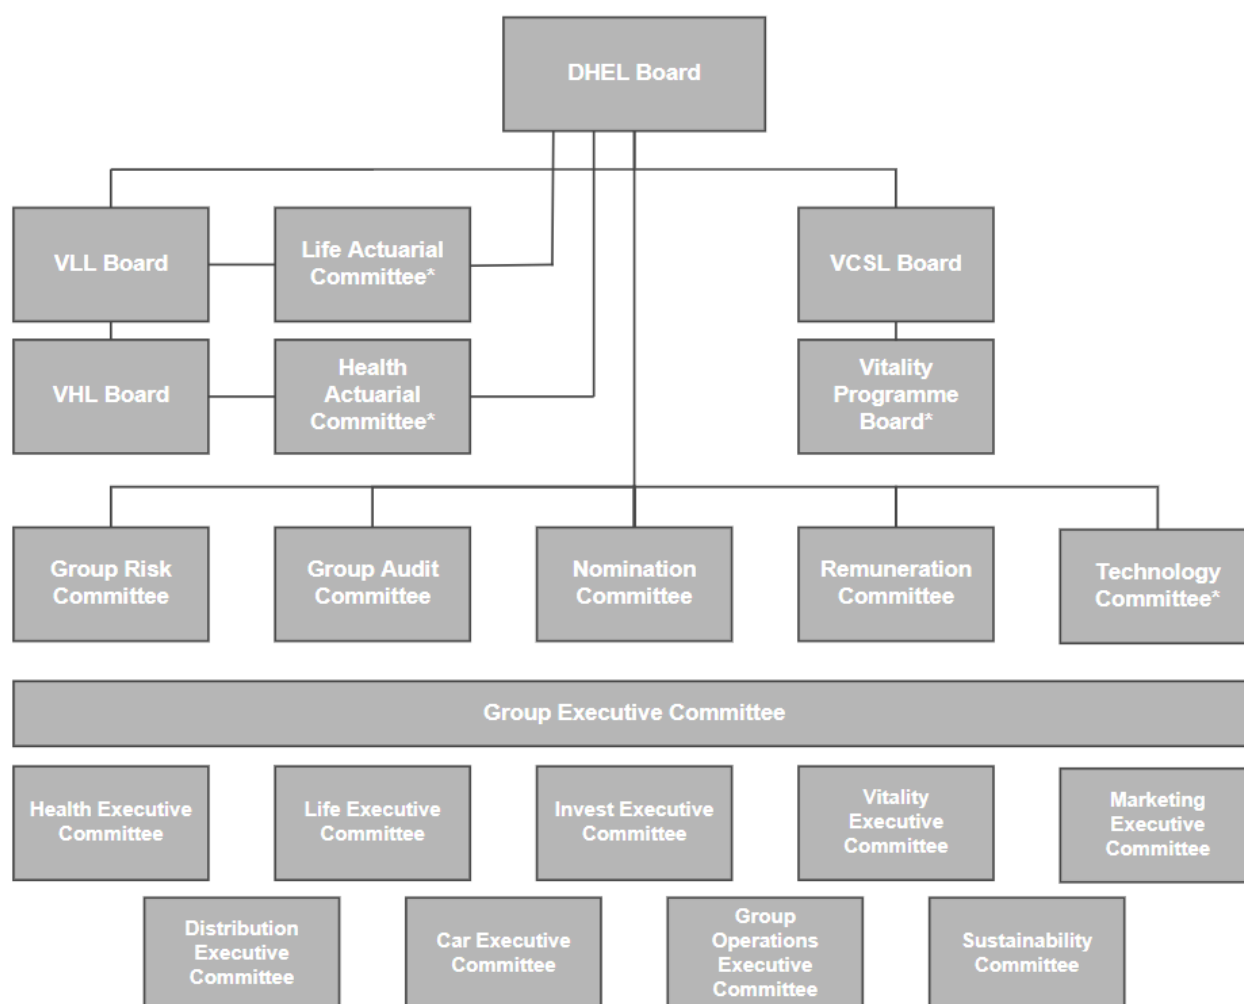 DHEL Board
VLL Board
Life Actuarial
Committee*
VCSL Board
VHL Board
Health
Actuarial
Committee*
Vitality
Programme
Board*
Group Risk
Committee
Group Audit
Committee
Nomination
Committee
Remuneration
Committee
Technology
Committee*
Group Executive Committee
Health Executive
Committee
Life Executive
Committee
Invest Executive
Committee
Vitality
Executive
Committee
Marketing
Executive
Committee
Distribution
Executive
Committee
Car Executive
Committee
Group
Operations
Executive
Committee
Sustainability
Committee